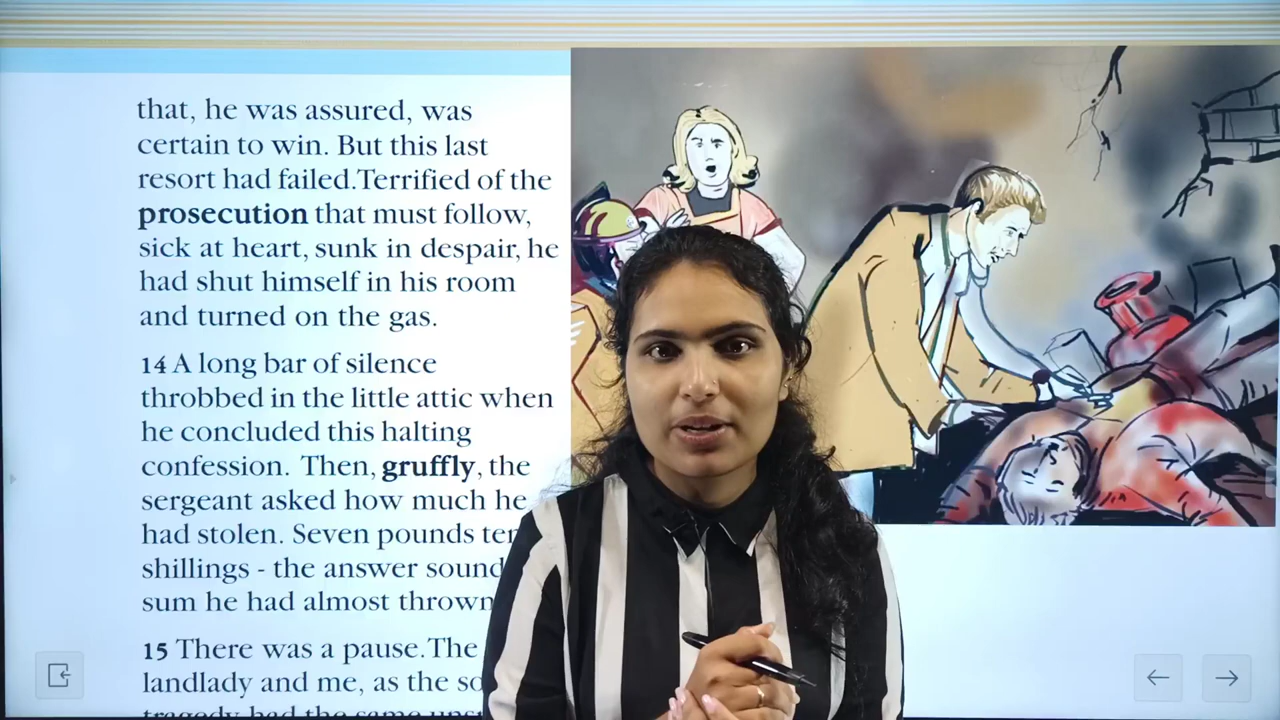 that, he was assured, was
certain to win. But this last
resort had failed.Terrified of the
prosecution that must follow,
sick at heart, sunk in despair, he
had shut himself in his room
and turned on the gas.
14 A long bar of silence
throbbed in the little attic when
he concluded this halting
confession. Then, gruffly, the
sergeant asked how much he
had stolen. Seven pounds ten
shillings - the answer sound
sum he had almost thrown
15 There was a pause.The
landlady and me, as the so
tragedy had the same